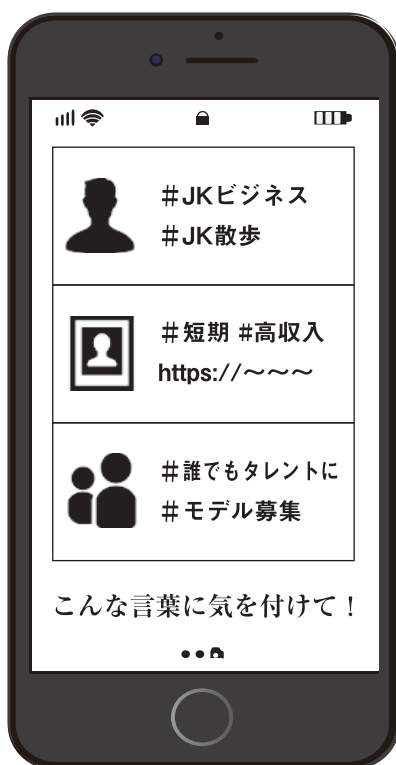 #JKビジネス
#JK散歩
#短期 #高収入
https://～～～
#誰でもタレントに
#モデル募集
こんな言葉に気を付けて！